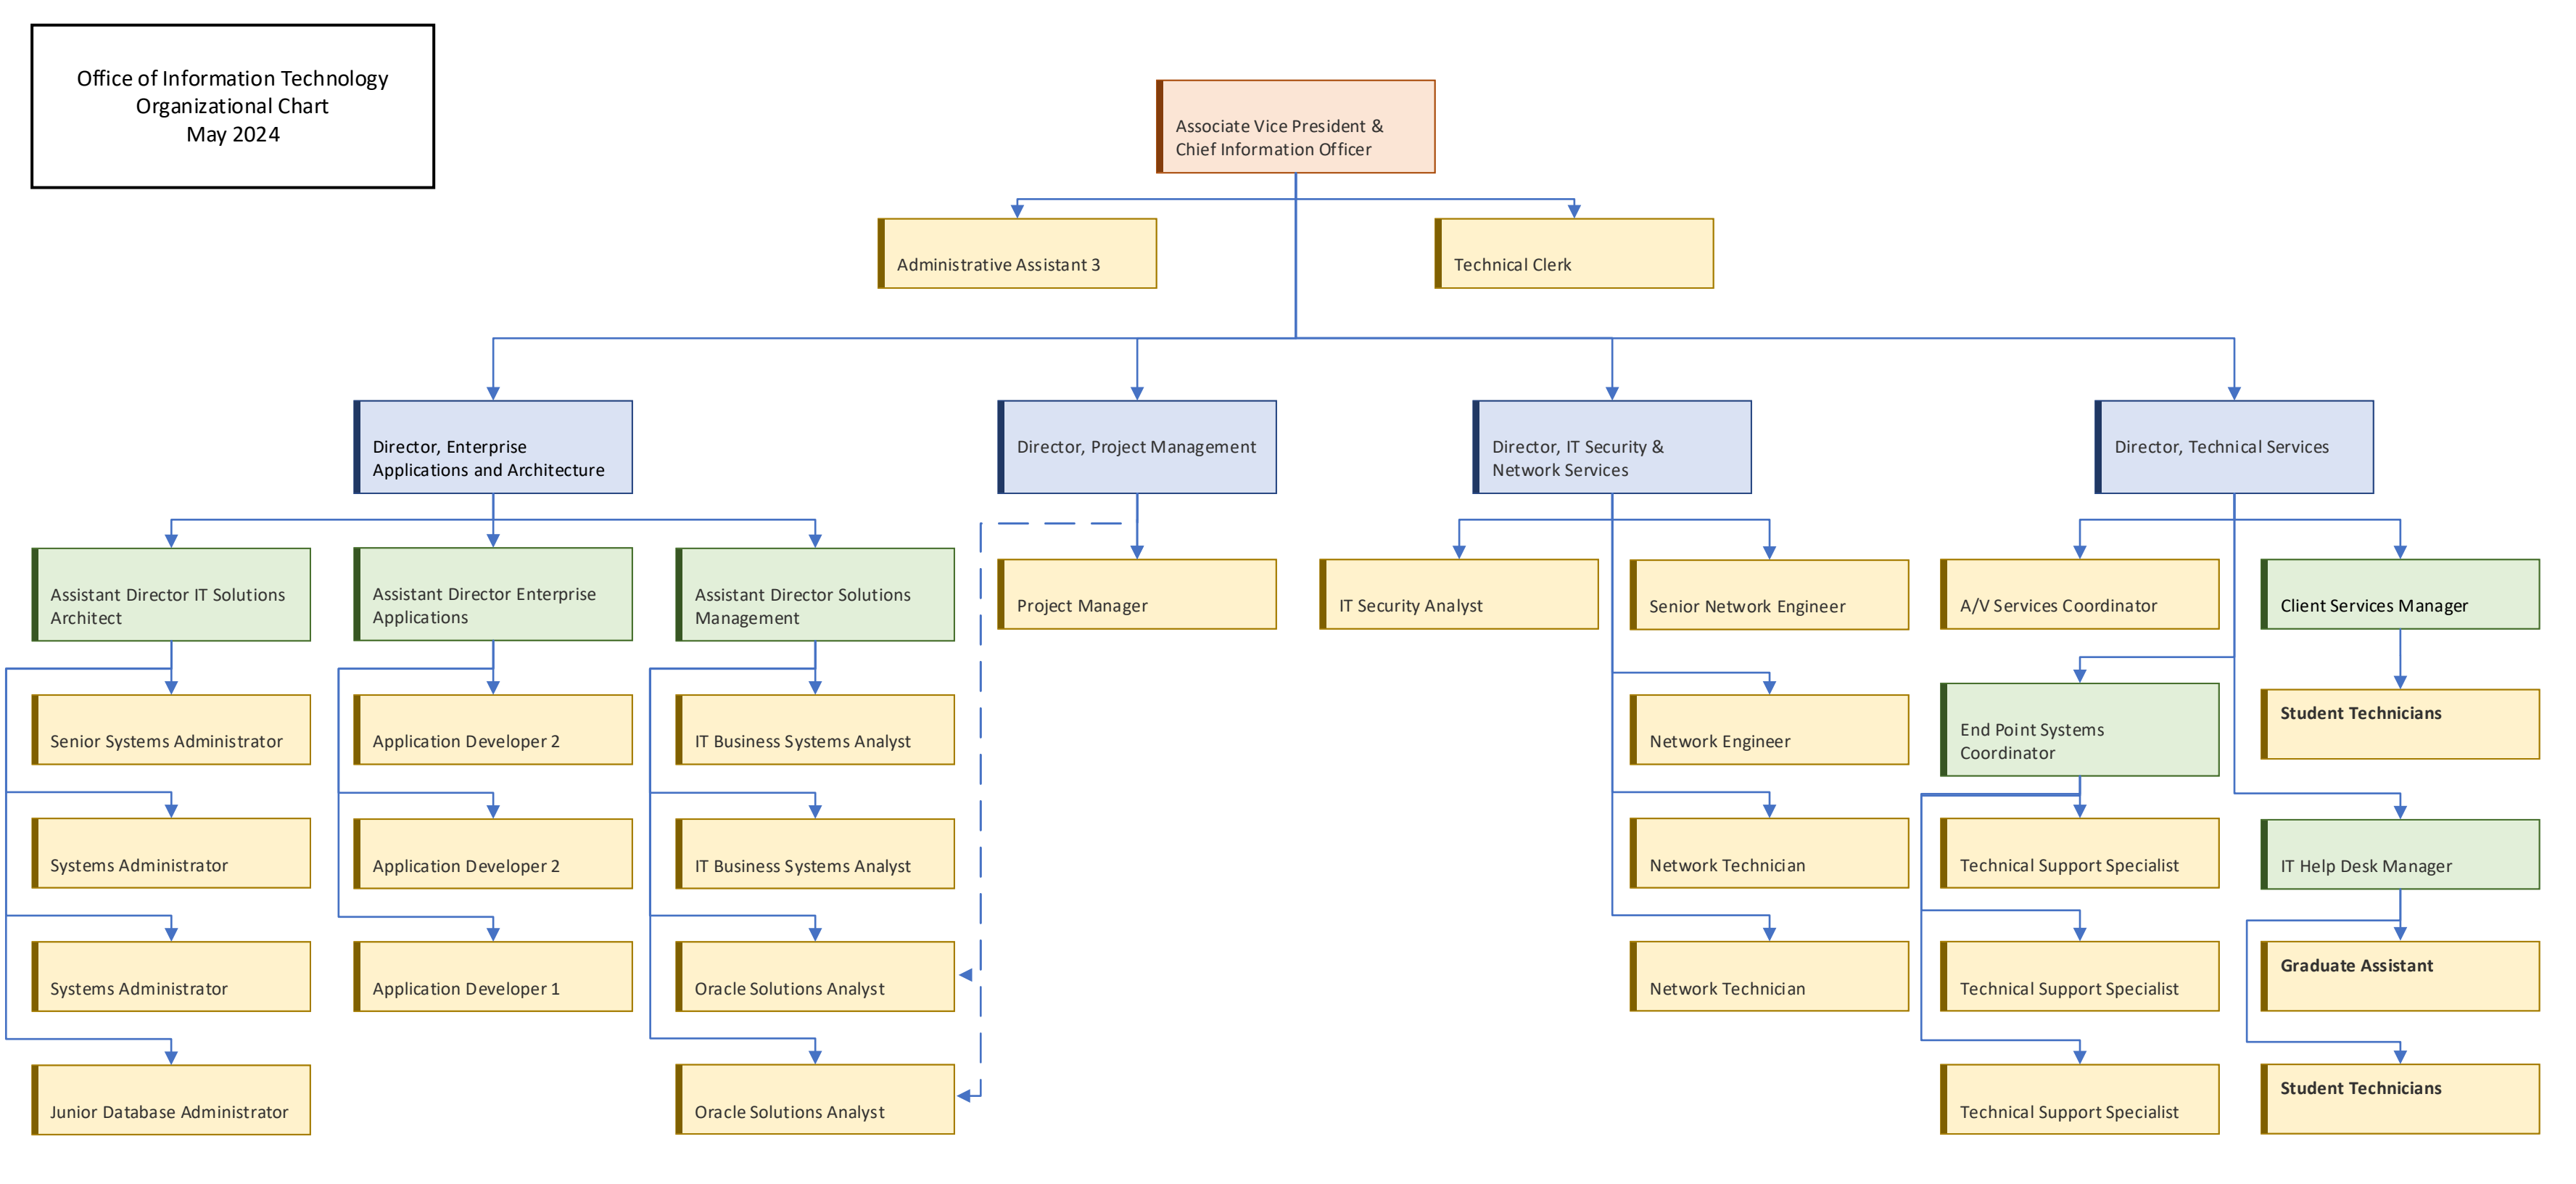 Office of Information Technology
Organizational Chart
May 2024
Associate Vice President &
Chief Information Officer
Administrative Assistant 3
Technical Clerk
Director, Enterprise
Applications and Architecture
Director, Project Management
Director, IT Security &
Network Services
Director, Technical Services
Assistant Director IT Solutions
Architect
Assistant Director Enterprise
Applications
Assistant Director Solutions
Management
Project Manager
IT Security Analyst
Senior Network Engineer
A/V Services Coordinator
Client Services Manager
Senior Systems Administrator
Application Developer 2
IT Business Systems Analyst
Network Engineer
End Point Systems
Coordinator
Student Technicians
Systems Administrator
Application Developer 2
IT Business Systems Analyst
Network Technician
Technical Support Specialist
IT Help Desk Manager
Systems Administrator
Application Developer 1
Oracle Solutions Analyst
Network Technician
Technical Support Specialist
Graduate Assistant
Junior Database Administrator
Oracle Solutions Analyst
Technical Support Specialist
Student Technicians